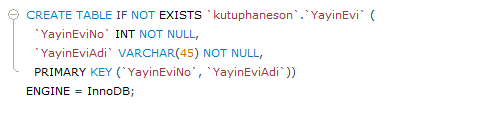 CREATE TABLE IF NOT EXISTS `kutuphaneson`.`YayinEvi` (
`YayinEviNo` INT NOT NULL,
`YayinEviAdi` VARCHAR(45) NOT NULL,
PRIMARY KEY (`YayinEviNo`, `YayinEviAdi`))
ENGINE = InnoDB;